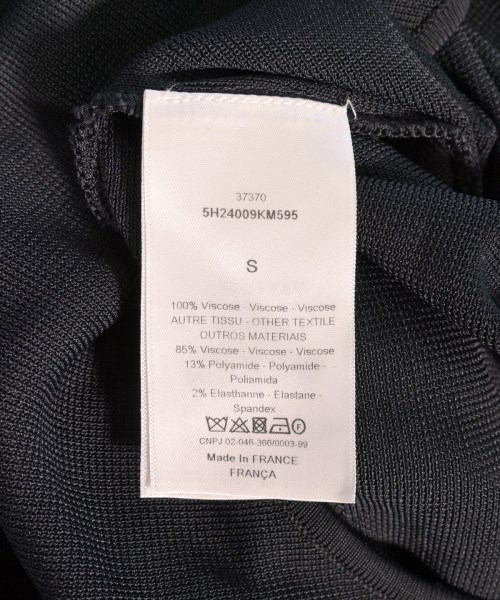 37370
5H24009KM595
S
100% Viscose - Viscose - Viscose
AUTRE TISSU - OTHER TEXTILE
OUTROS MATERIAIS
85% Viscose - Viscose - Viscose
13% Polyamide - Polyamide -
Poliamida
2% Elasthanne - Elastane -
Spandex
CNPJ 02-046-366/0003-99
Made In FRANCE
FRANÇA